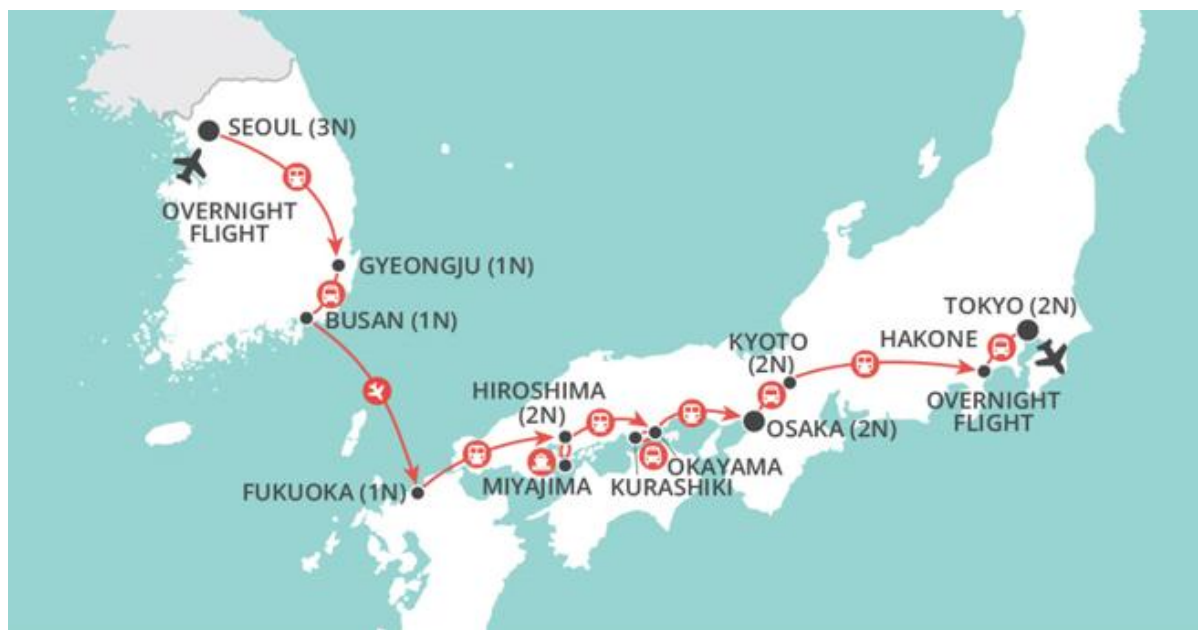 SEOUL (3N)
OVERNIGHT
FLIGHT
GYEONGJU (1N)
BUSAN (1N)
FUKUOKA (1N)
HIROSHIMA
(2N)
MIYAJIMA
OKAYAMA
KURASHIKI
OSAKA (2N)
KYOTO
(2N)
HAKONE
TOKYO (2N)
OVERNIGHT
FLIGHT